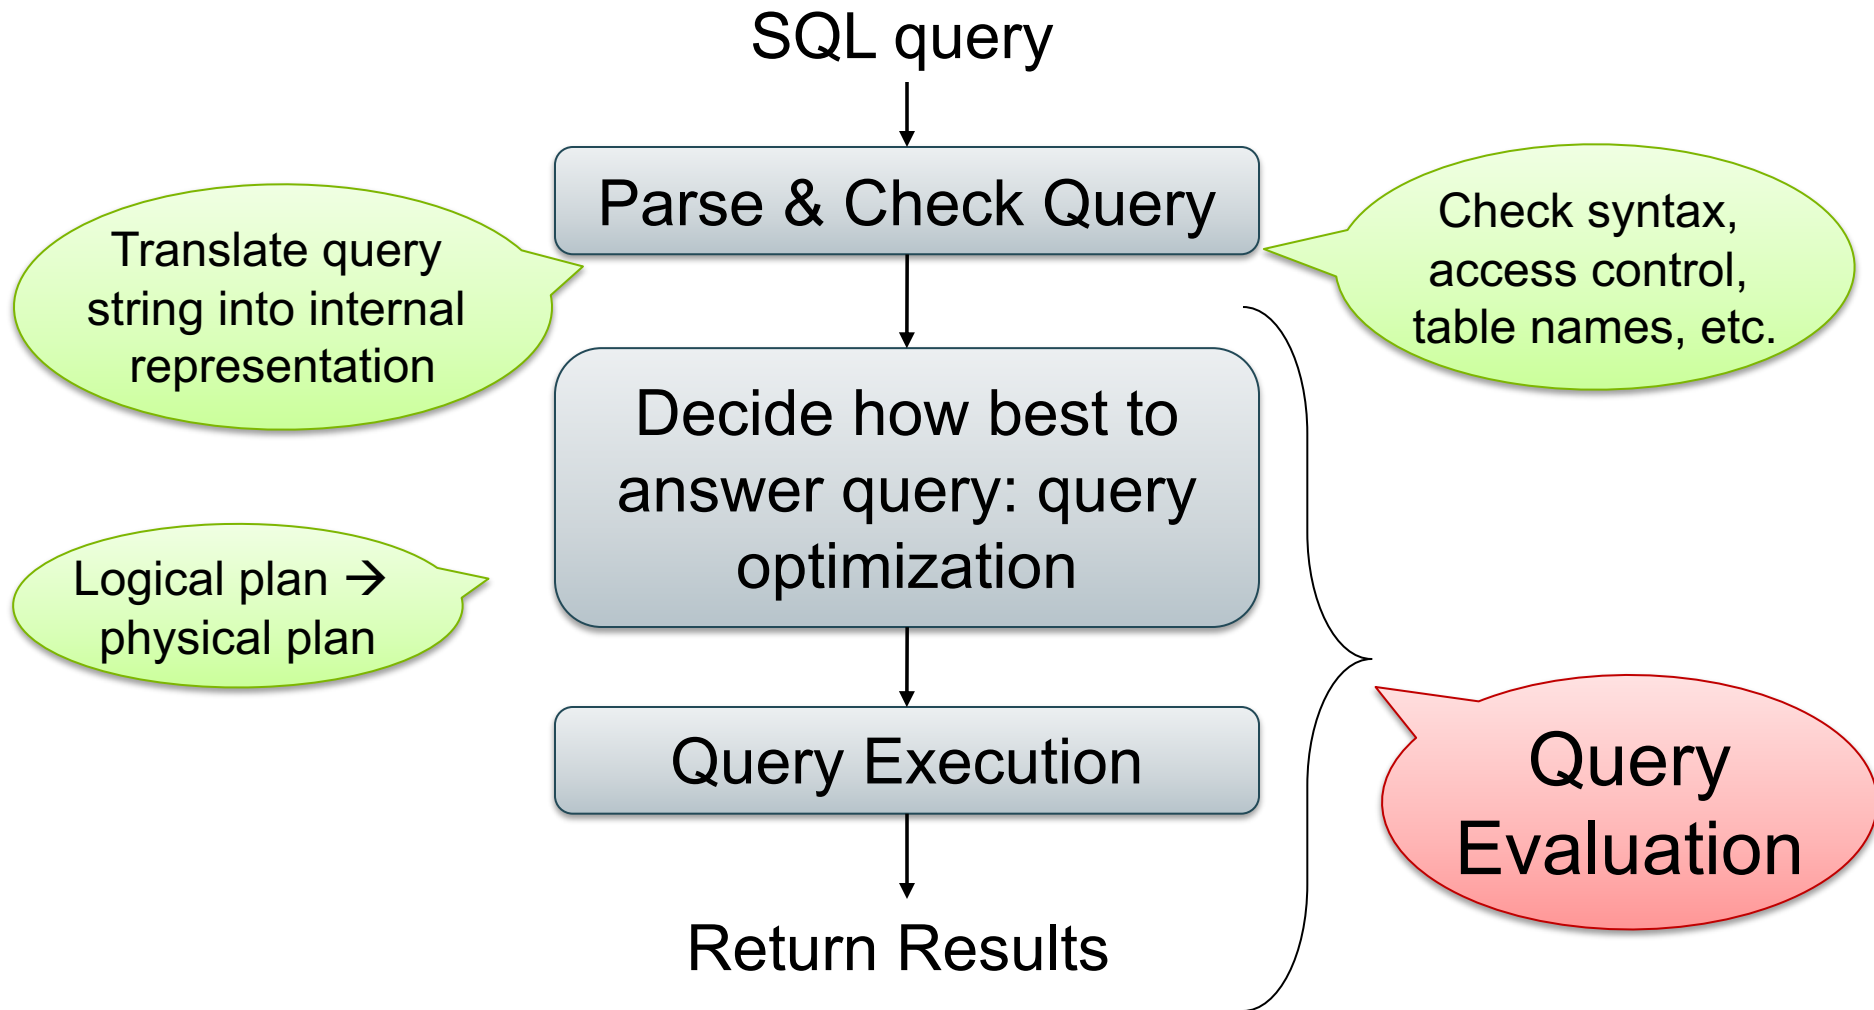 SQL query
Parse & Check Query
Translate query
string into internal
representation
Check syntax,
access control,
table names, etc.
Decide how best to
answer query: query
optimization
Logical plan →
physical plan
Query Execution
Query
Evaluation
Return Results